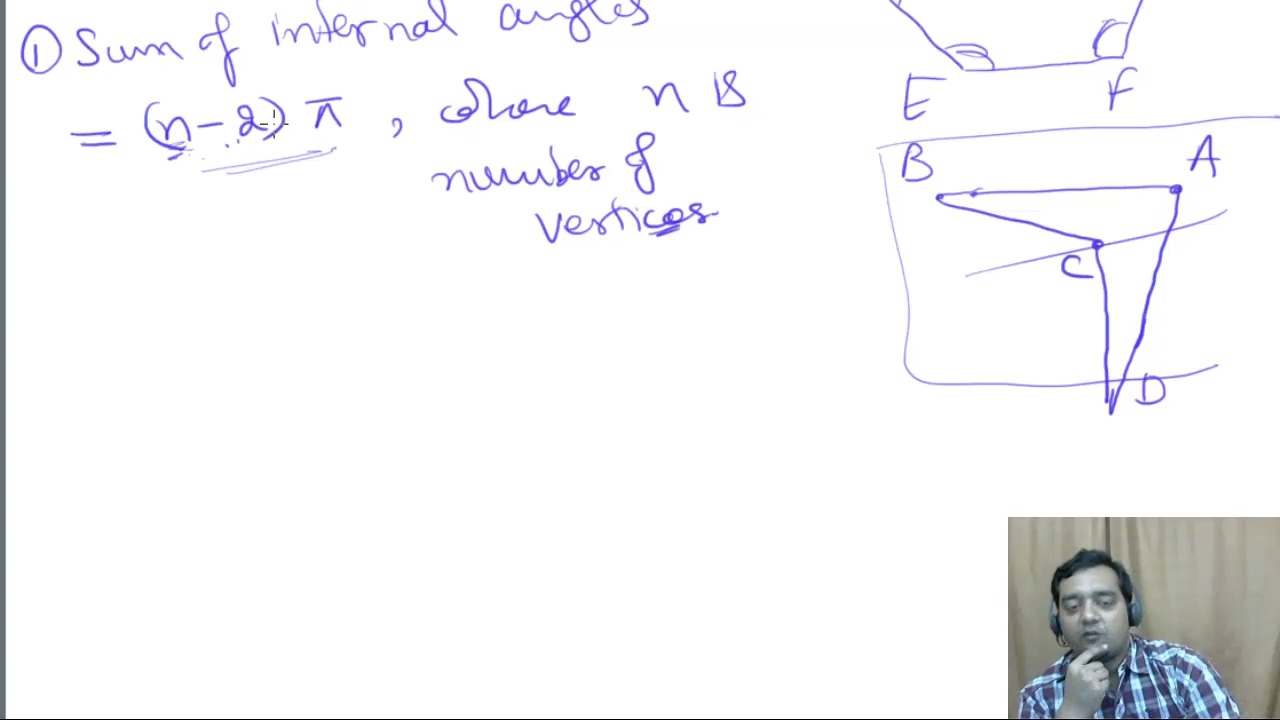 ① Sum of internal angles
= (n-2) π , where n is
number of
vertices
E F
B A
C
D